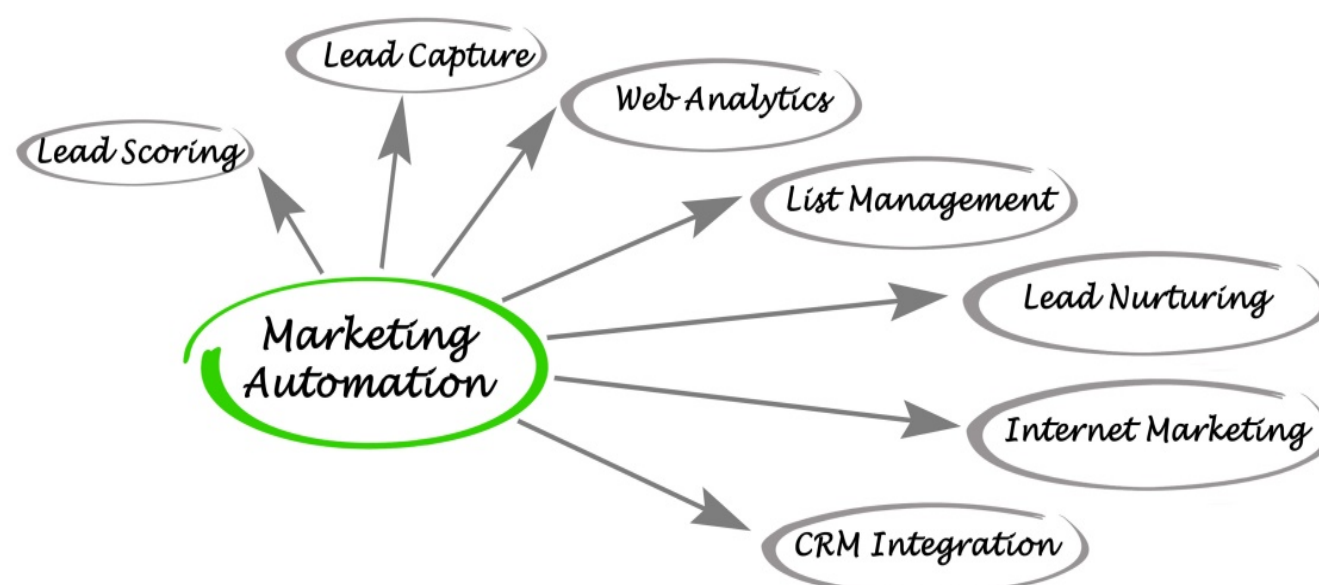 Lead Capture
Web Analytics
Lead Scoring
List Management
Lead Nurturing
Marketing
Automation
Internet Marketing
CRM Integration